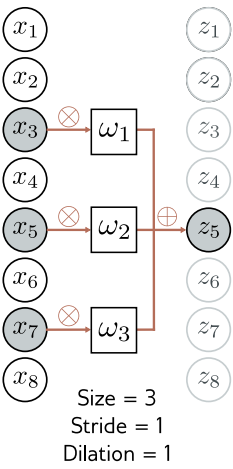 x₁ z₁
x₂ z₂
x₃ ⊗ ω₁ z₃
x₄ z₄
x₅ ⊗ ω₂ ⊕ z₅
x₆ z₆
x₇ ⊗ ω₃ z₇
x₈ z₈
Size = 3
Stride = 1
Dilation = 1